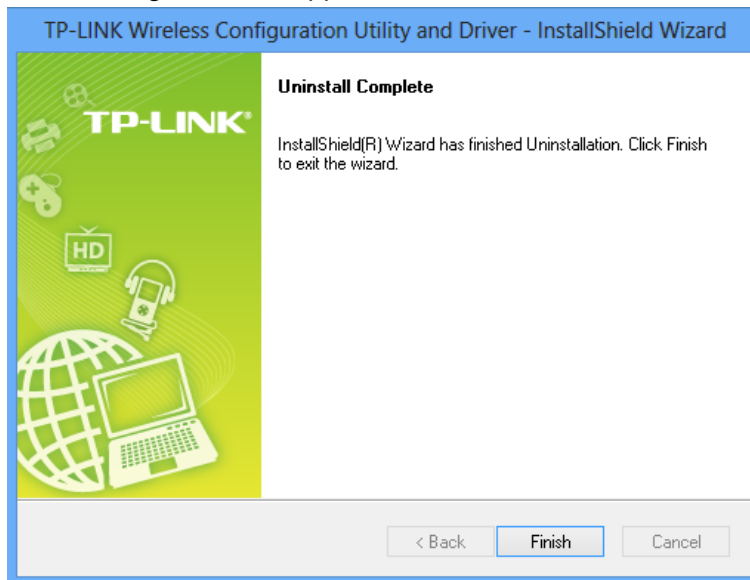 TP-LINK Wireless Configuration Utility and Driver - InstallShield Wizard
Uninstall Complete
TP-LINK®
InstallShield(R) Wizard has finished Uninstallation. Click Finish
to exit the wizard.
HD
< Back
Finish
Cancel